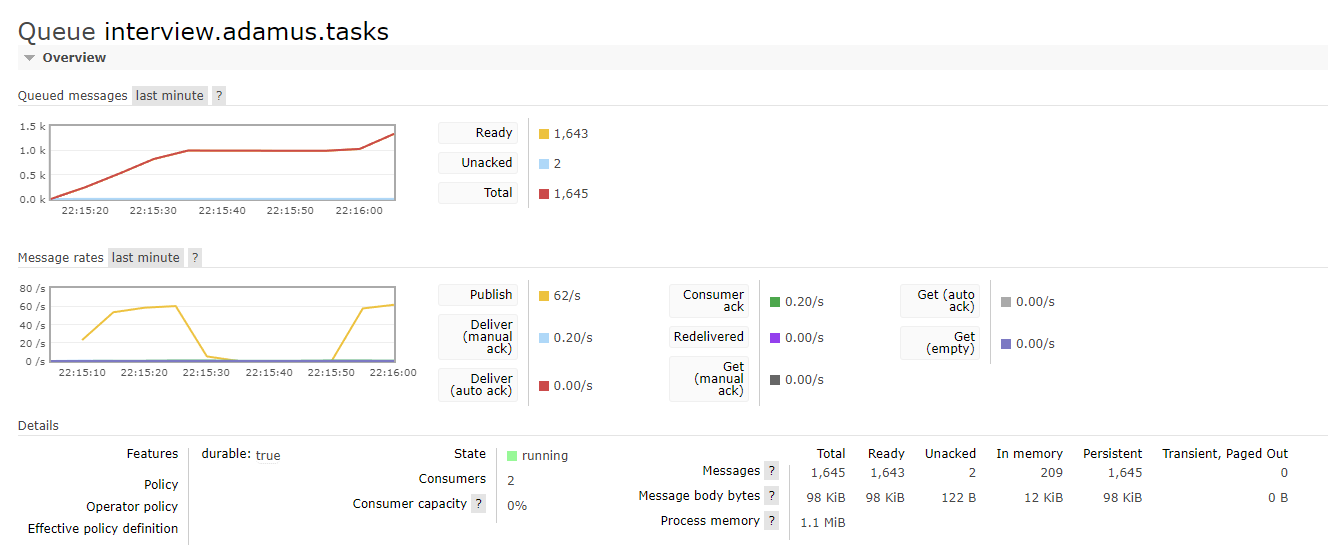 Queue interview.adamus.tasks
Overview
Queued messages last minute ?
1.5 k
1.0 k
0.5 k
0.0 k
22:15:20 22:15:30 22:15:40 22:15:50 22:16:00
Ready 1,643
Unacked 2
Total 1,645
Message rates last minute ?
80 /s
60 /s
40 /s
20 /s
0 /s
22:15:10 22:15:20 22:15:30 22:15:40 22:15:50 22:16:00
Publish 62/s
Deliver
(manual
ack)
0.20/s
Deliver
(auto ack)
0.00/s
Consumer
ack
0.20/s
Redelivered 0.00/s
Get
(manual
ack)
0.00/s
Get (auto
ack)
0.00/s
Get
(empty)
0.00/s
Details
Features durable: true
Policy
Operator policy
Effective policy definition
State running
Consumers 2
Consumer capacity ? 0%
Total Ready Unacked In memory Persistent Transient, Paged Out
Messages ? 1,645 1,643 2 209 1,645 0
Message body bytes ? 98 KiB 98 KiB 122 B 12 KiB 98 KiB 0 B
Process memory ? 1.1 MiB